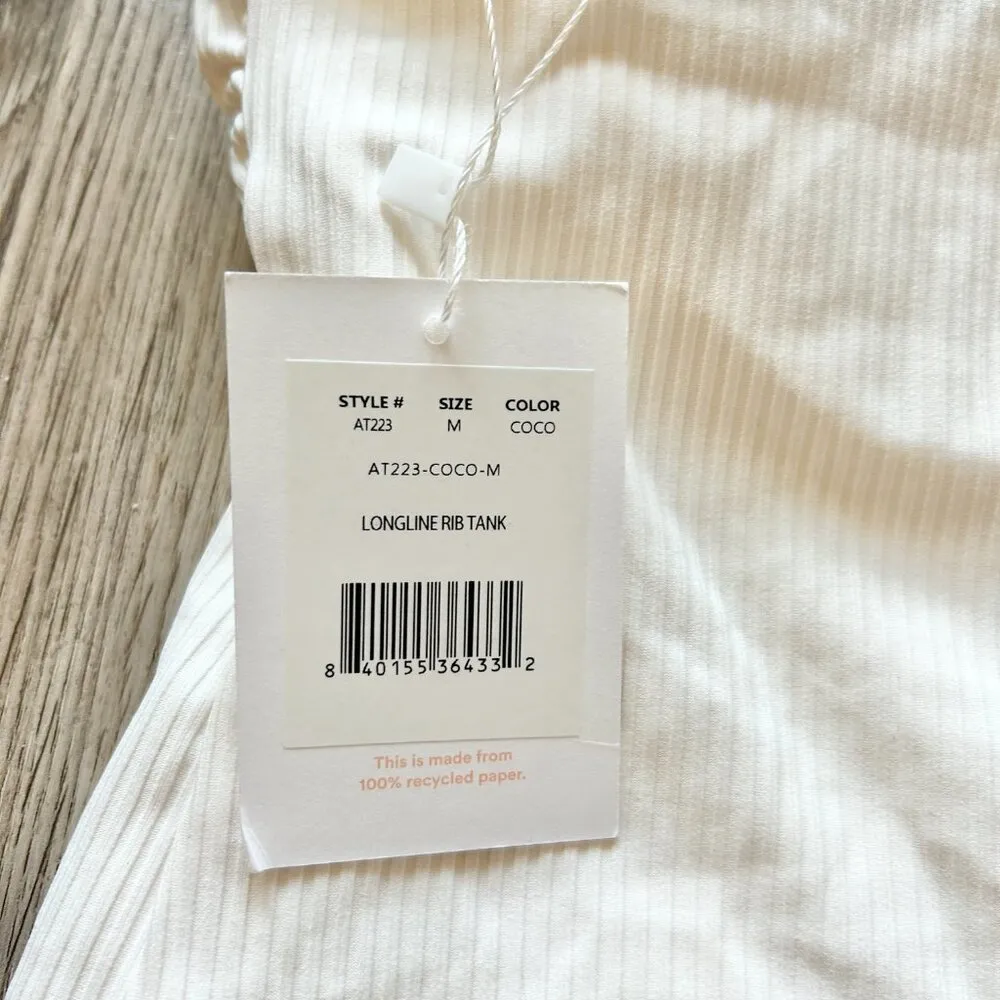 STYLE # SIZE COLOR
AT223 M COCO
AT223-COCO-M
LONGLINE RIB TANK
8 40155 36433 2
This is made from
100% recycled paper.